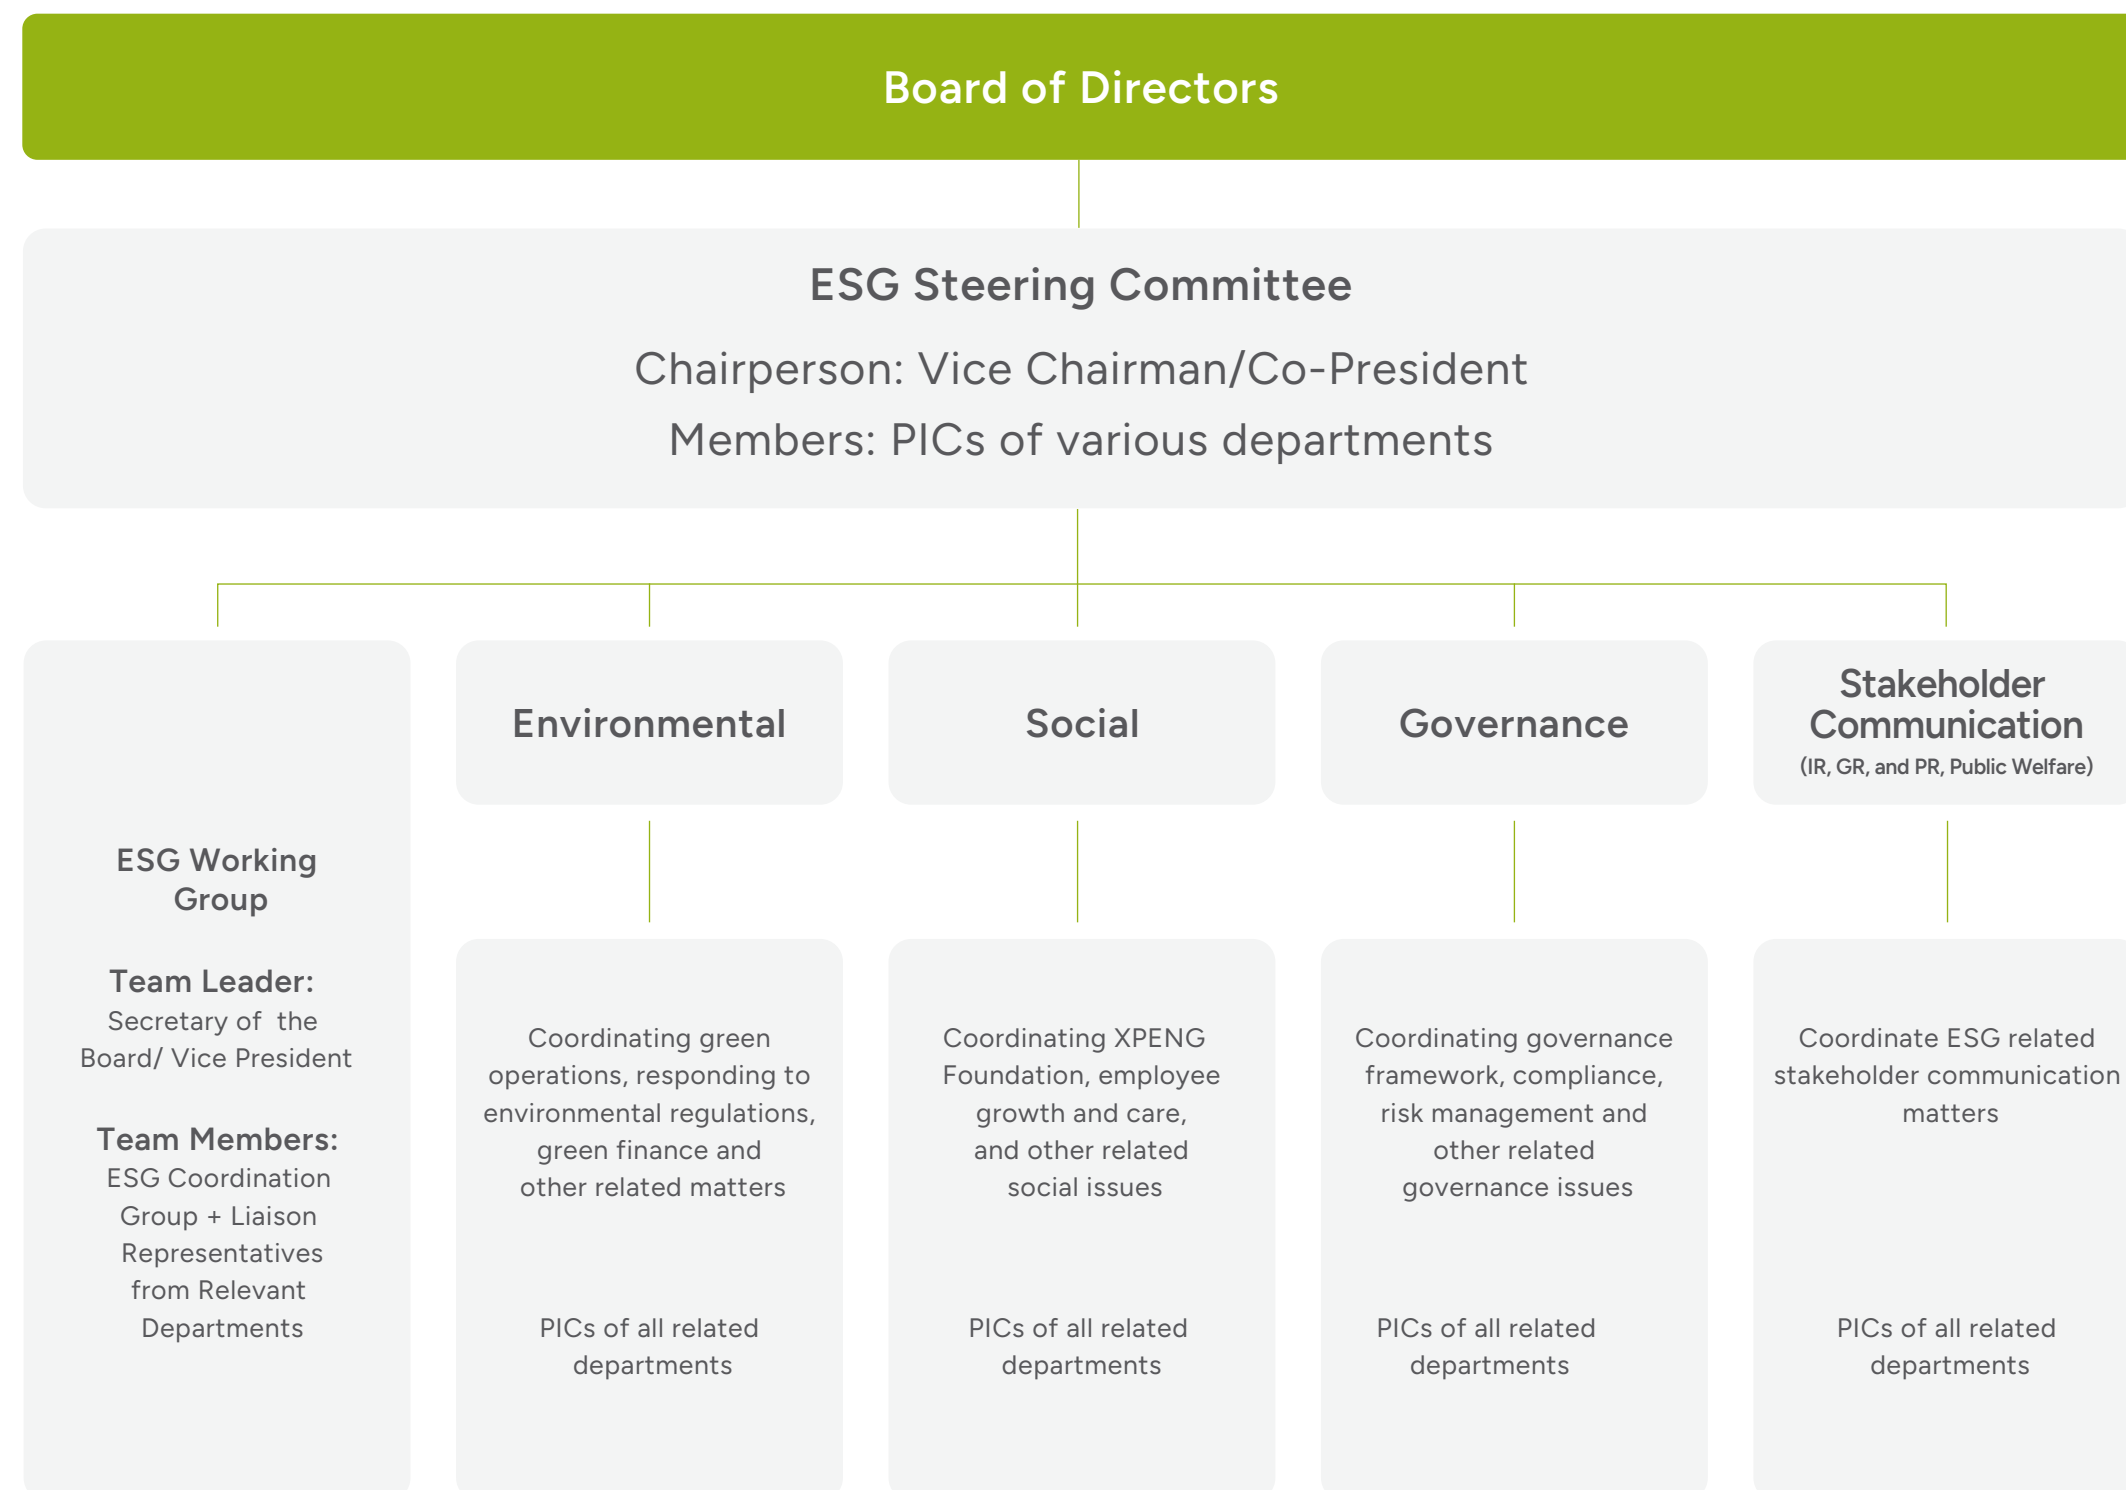 Board of Directors
ESG Steering Committee
Chairperson: Vice Chairman/Co-President
Members: PICs of various departments
ESG Working
Group
Team Leader:
Secretary of the
Board/ Vice President
Team Members:
ESG Coordination
Group + Liaison
Representatives
from Relevant
Departments
Environmental
Coordinating green
operations, responding to
environmental regulations,
green finance and
other related matters
PICs of all related
departments
Social
Coordinating XPENG
Foundation, employee
growth and care,
and other related
social issues
PICs of all related
departments
Governance
Coordinating governance
framework, compliance,
risk management and
other related
governance issues
PICs of all related
departments
Stakeholder
Communication
(IR, GR, and PR, Public Welfare)
Coordinate ESG related
stakeholder communication
matters
PICs of all related
departments